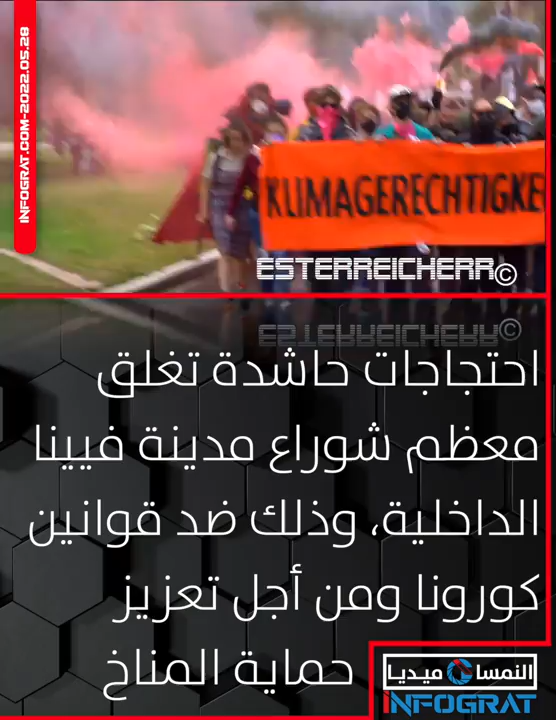 INFOGRAT.COM-2022.05.28
KLIMAGERECHTIGKE
ESTERREICHERR©
احتجاجات حاشدة تغلق
معظم شوراع مدينة فيينا
الداخلية، وذلك ضد قوانين
كورونا ومن أجل تعزيز
حماية المناخ
النمسا ميديا
INFOGRAT